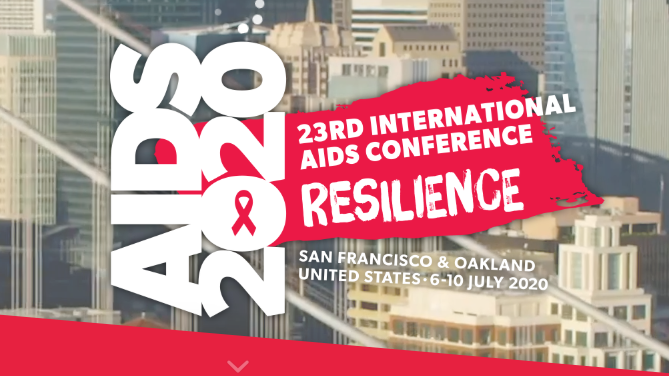 AIDS
2020
23RD INTERNATIONAL
AIDS CONFERENCE
RESILIENCE
SAN FRANCISCO & OAKLAND
UNITED STATES · 6-10 JULY 2020